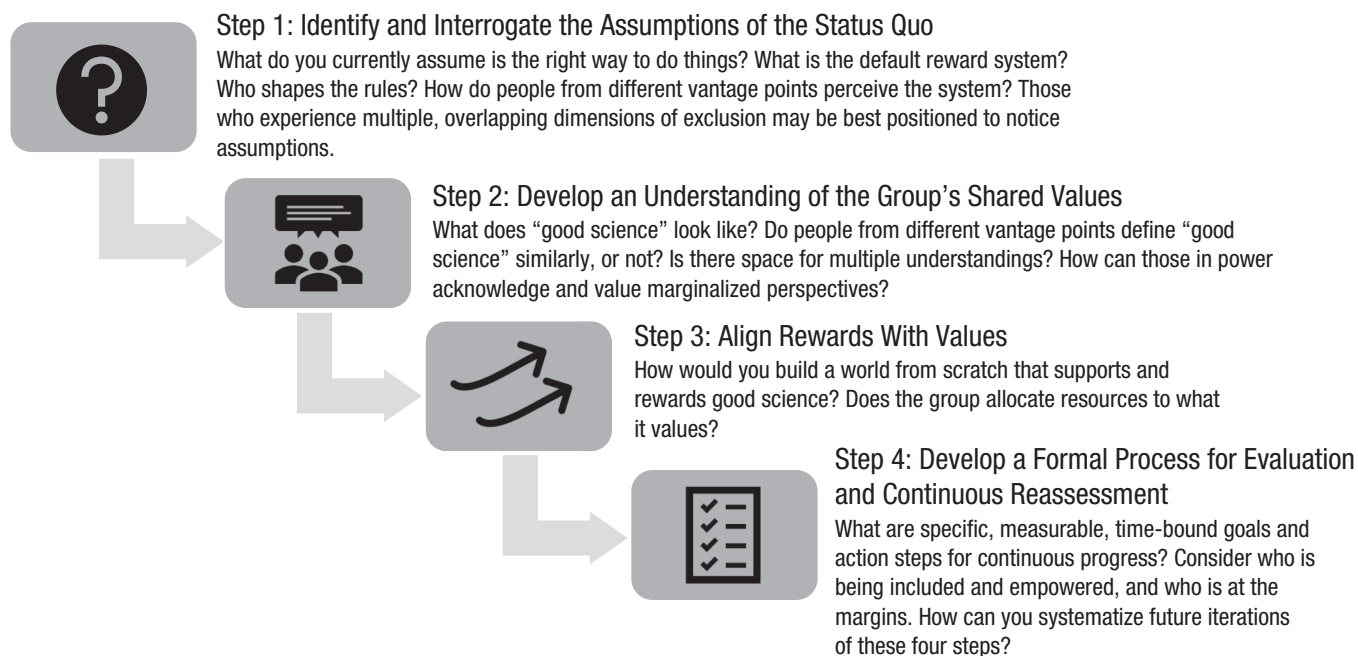 Step 1: Identify and Interrogate the Assumptions of the Status Quo
What do you currently assume is the right way to do things? What is the default reward system?
Who shapes the rules? How do people from different vantage points perceive the system? Those
who experience multiple, overlapping dimensions of exclusion may be best positioned to notice
assumptions.
Step 2: Develop an Understanding of the Group’s Shared Values
What does “good science” look like? Do people from different vantage points define “good
science” similarly, or not? Is there space for multiple understandings? How can those in power
acknowledge and value marginalized perspectives?
Step 3: Align Rewards With Values
How would you build a world from scratch that supports and
rewards good science? Does the group allocate resources to what
it values?
Step 4: Develop a Formal Process for Evaluation
and Continuous Reassessment
What are specific, measurable, time-bound goals and
action steps for continuous progress? Consider who is
being included and empowered, and who is at the
margins. How can you systematize future iterations
of these four steps?